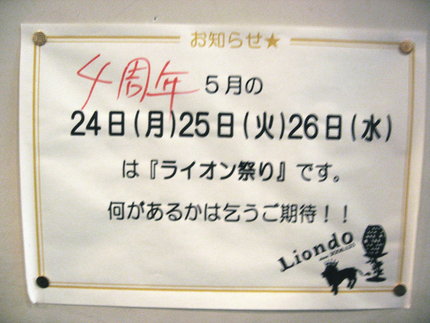 お知らせ★
4周年 5月の
24日(月)25日(火)26日(水)
は『ライオン祭り』です。
何があるかは乞うご期待!!
Liondo